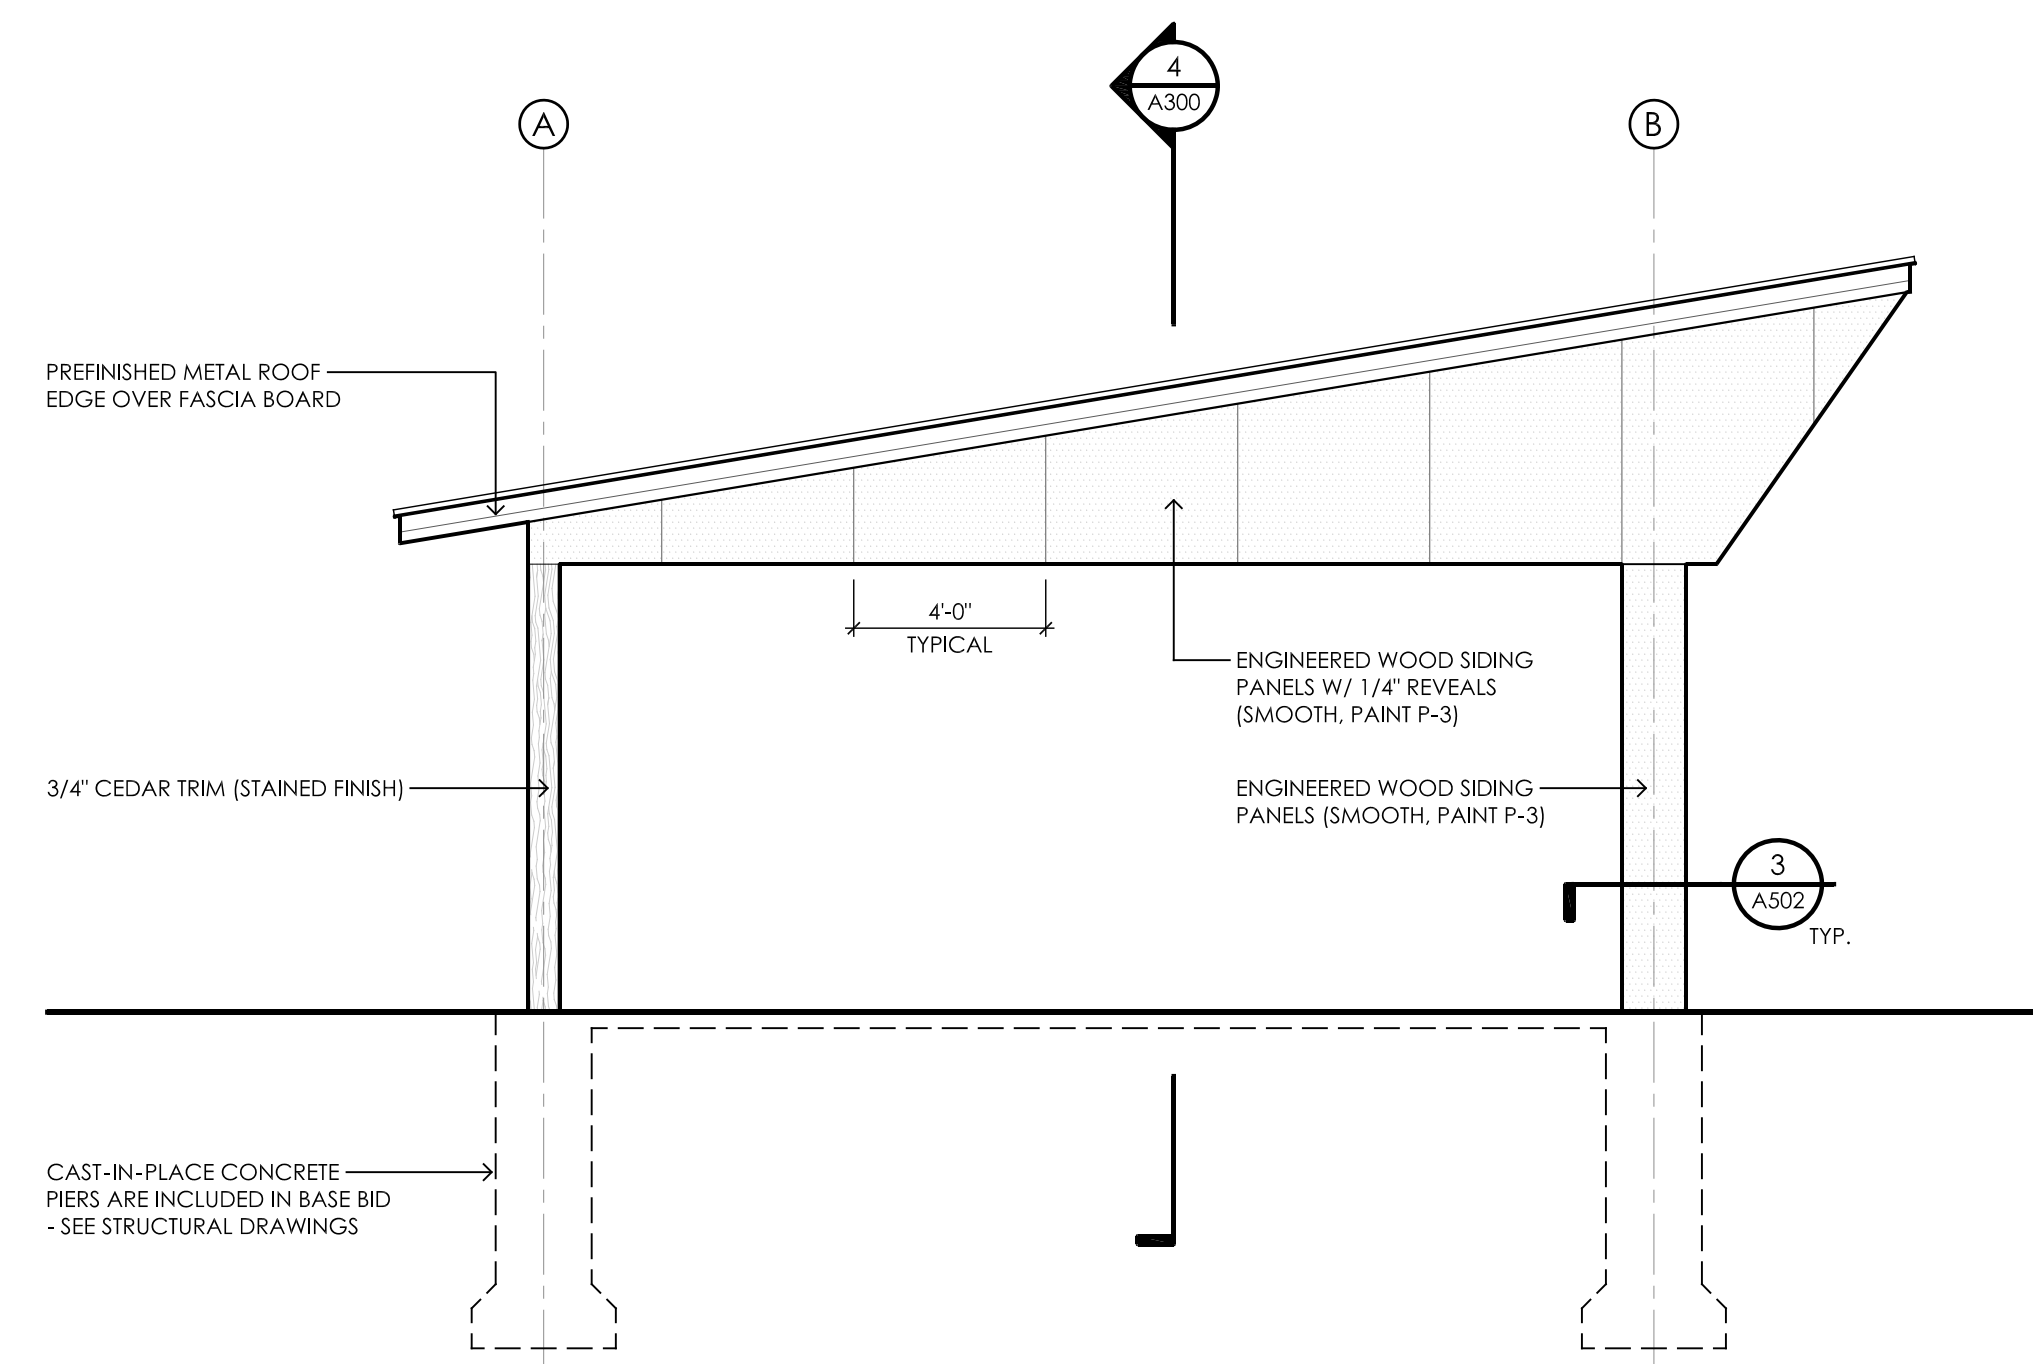 4
A300
A
B
PREFINISHED METAL ROOF
EDGE OVER FASCIA BOARD
4'-0"
TYPICAL
ENGINEERED WOOD SIDING
PANELS W/ 1/4" REVEALS
(SMOOTH, PAINT P-3)
3/4" CEDAR TRIM (STAINED FINISH)
ENGINEERED WOOD SIDING
PANELS (SMOOTH, PAINT P-3)
3
A502
TYP.
CAST-IN-PLACE CONCRETE
PIERS ARE INCLUDED IN BASE BID
- SEE STRUCTURAL DRAWINGS